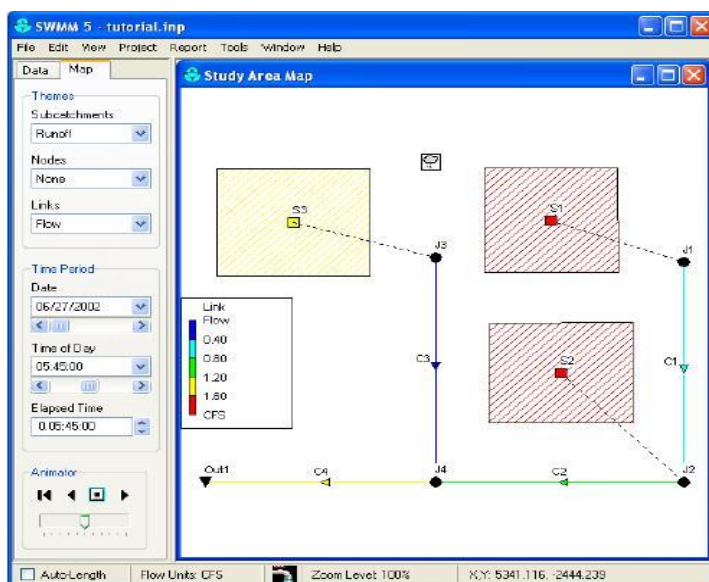 SWMM 5 - tutorial.inp
File Edit View Project Report Tools Window Help
Data Map
Themes
Subcatchments
Runoff
Nodes
None
Links
Flow
Time Period
Date
06/27/2002
Time of Day
05:45:00
Elapsed Time
0.05:45:00
Animator
Study Area Map
S3
S1
J3
J1
Link
Flow
0.40
0.80
1.20
1.60
CFS
C3
S2
C1
Out1
C4
J4
C2
J2
Auto-Length Flow Units: CFS Zoom Level: 100% X,Y: 5341.116, -2444.239